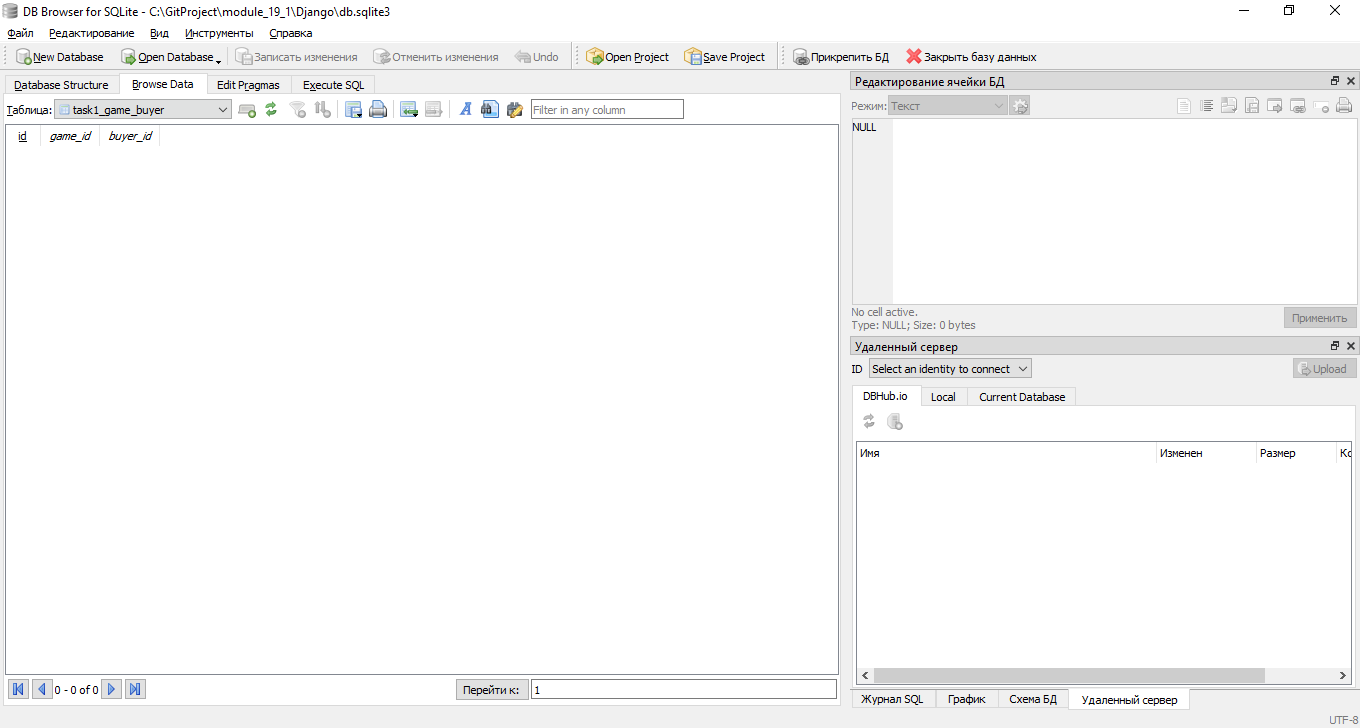 DB Browser for SQLite - C:\GitProject\module_19_1\Django\db.sqlite3
Файл Редактирование Вид Инструменты Справка
New Database Open Database Записать изменения Отменить изменения Undo Open Project Save Project Прикрепить БД Закрыть базу данных
Database Structure Browse Data Edit Pragmas Execute SQL
Таблица: task1_game_buyer Filter in any column
id game_id buyer_id
0 - 0 of 0 Перейти к: 1
Редактирование ячейки БД
Режим: Текст
NULL
No cell active.
Type: NULL; Size: 0 bytes
Применить
Удаленный сервер
ID Select an identity to connect Upload
DBHub.io Local Current Database
Имя Изменен Размер
Журнал SQL График Схема БД Удаленный сервер
UTF-8